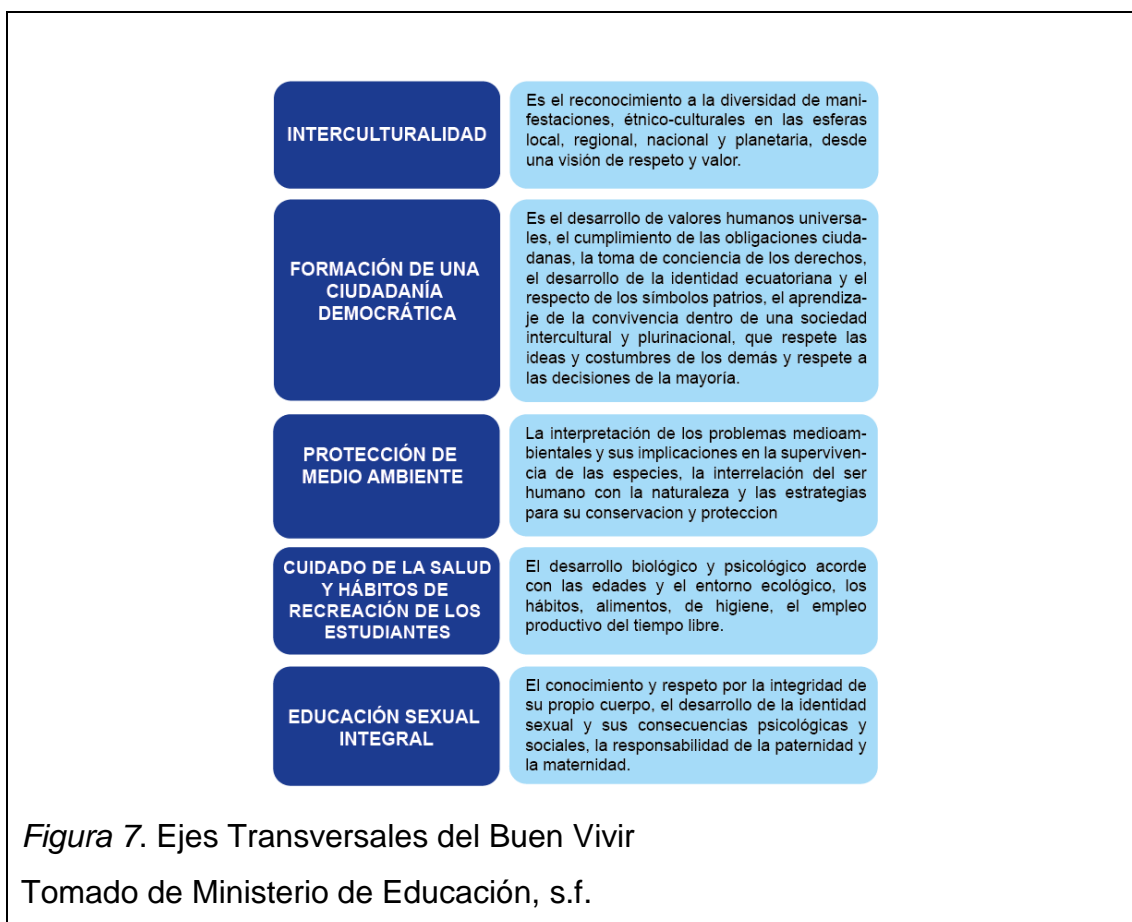 INTERCULTURALIDAD
Es el reconocimiento a la diversidad de mani-
festaciones, étnico-culturales en las esferas
local, regional, nacional y planetaria, desde
una visión de respeto y valor.
FORMACIÓN DE UNA
CIUDADANÍA
DEMOCRÁTICA
Es el desarrollo de valores humanos universa-
les, el cumplimiento de las obligaciones ciuda-
danas, la toma de conciencia de los derechos,
el desarrollo de la identidad ecuatoriana y el
respecto de los símbolos patrios, el aprendiza-
je de la convivencia dentro de una sociedad
intercultural y plurinacional, que respete las
ideas y costumbres de los demás y respete a
las decisiones de la mayoría.
PROTECCIÓN DE
MEDIO AMBIENTE
La interpretación de los problemas medioam-
bientales y sus implicaciones en la superviven-
cia de las especies, la interrelación del ser
humano con la naturaleza y las estrategias
para su conservacion y proteccion
CUIDADO DE LA SALUD
Y HÁBITOS DE
RECREACIÓN DE LOS
ESTUDIANTES
El desarrollo biológico y psicológico acorde
con las edades y el entorno ecológico, los
hábitos, alimentos, de higiene, el empleo
productivo del tiempo libre.
EDUCACIÓN SEXUAL
INTEGRAL
El conocimiento y respeto por la integridad de
su propio cuerpo, el desarrollo de la identidad
sexual y sus consecuencias psicológicas y
sociales, la responsabilidad de la paternidad y
la maternidad.
Figura 7. Ejes Transversales del Buen Vivir
Tomado de Ministerio de Educación, s.f.